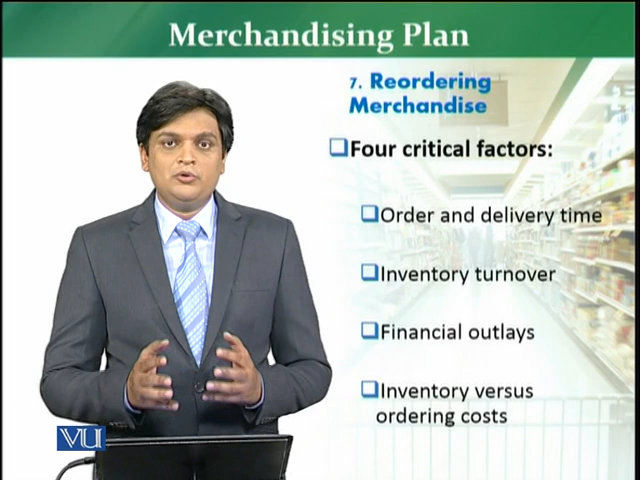 Merchandising Plan
7. Reordering
Merchandise
Four critical factors:
Order and delivery time
Inventory turnover
Financial outlays
Inventory versus
ordering costs
VU